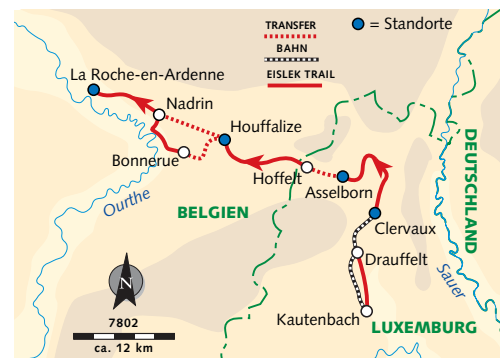 TRANSFER
BAHN
EISLEK TRAIL
= Standorte
La Roche-en-Ardenne
Nadrin
Houffalize
Bonnerue
Hoffelt
Asselborn
Ourthe
BELGIEN
DEUTSCHLAND
Clervaux
Drauffelt
Sauer
N
Kautenbach
LUXEMBURG
7802
ca. 12 km